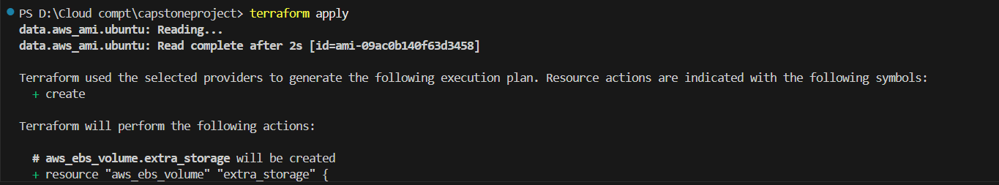 PS D:\Cloud compt\capstoneproject> terraform apply
data.aws_ami.ubuntu: Reading...
data.aws_ami.ubuntu: Read complete after 2s [id=ami-09ac0b140f63d3458]
Terraform used the selected providers to generate the following execution plan. Resource actions are indicated with the following symbols:
+ create
Terraform will perform the following actions:
# aws_ebs_volume.extra_storage will be created
+ resource "aws_ebs_volume" "extra_storage" {